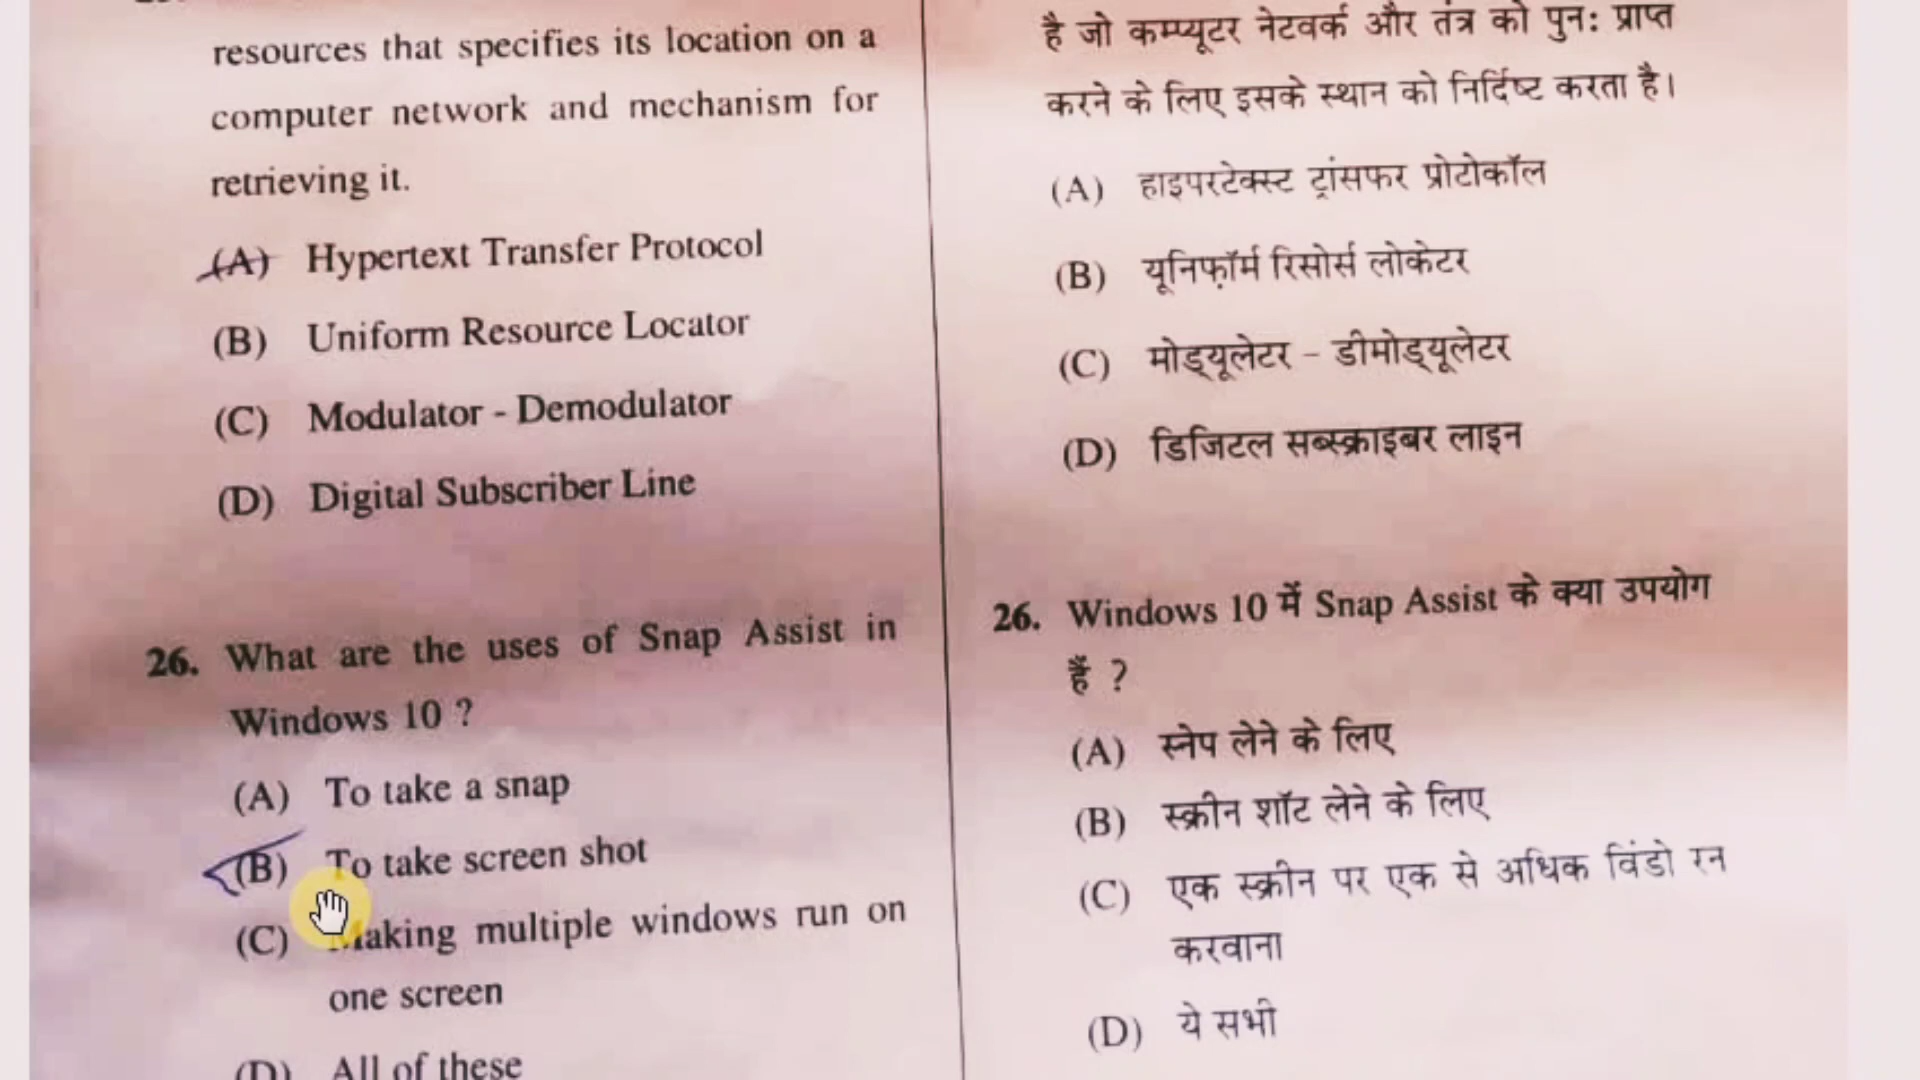 resources that specifies its location on a
computer network and mechanism for
retrieving it.
(A) Hypertext Transfer Protocol
(B) Uniform Resource Locator
(C) Modulator - Demodulator
(D) Digital Subscriber Line
26. What are the uses of Snap Assist in
Windows 10 ?
(A) To take a snap
(B) To take screen shot
(C) Making multiple windows run on
one screen
(D) All of these
है जो कम्प्यूटर नेटवर्क और तंत्र को पुन: प्राप्त
करने के लिए इसके स्थान को निर्दिष्ट करता है।
(A) हाइपरटेक्स्ट ट्रांसफर प्रोटोकॉल
(B) यूनिफ़ॉर्म रिसोर्स लोकेटर
(C) मोड्यूलेटर – डीमोड्यूलेटर
(D) डिजिटल सब्स्क्राइबर लाइन
26. Windows 10 में Snap Assist के क्या उपयोग
हैं ?
(A) स्नेप लेने के लिए
(B) स्क्रीन शॉट लेने के लिए
(C) एक स्क्रीन पर एक से अधिक विंडो रन
करवाना
(D) ये सभी